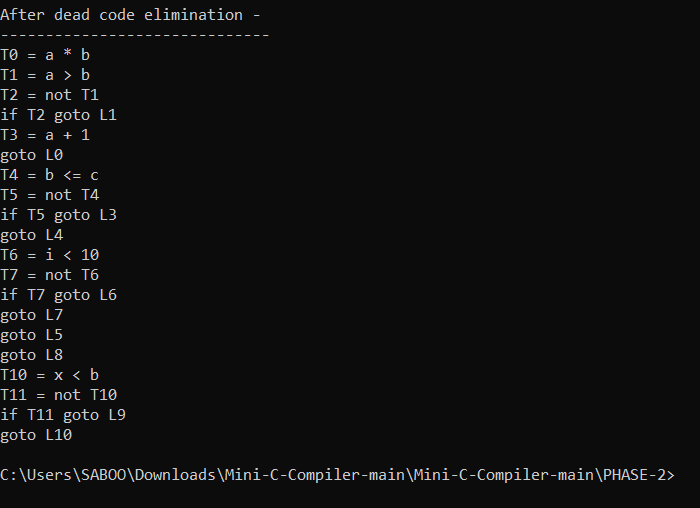 After dead code elimination -
------------------------------
T0 = a * b
T1 = a > b
T2 = not T1
if T2 goto L1
T3 = a + 1
goto L0
T4 = b <= c
T5 = not T4
if T5 goto L3
goto L4
T6 = i < 10
T7 = not T6
if T7 goto L6
goto L7
goto L5
goto L8
T10 = x < b
T11 = not T10
if T11 goto L9
goto L10
C:\Users\SABOO\Downloads\Mini-C-Compiler-main\Mini-C-Compiler-main\PHASE-2>